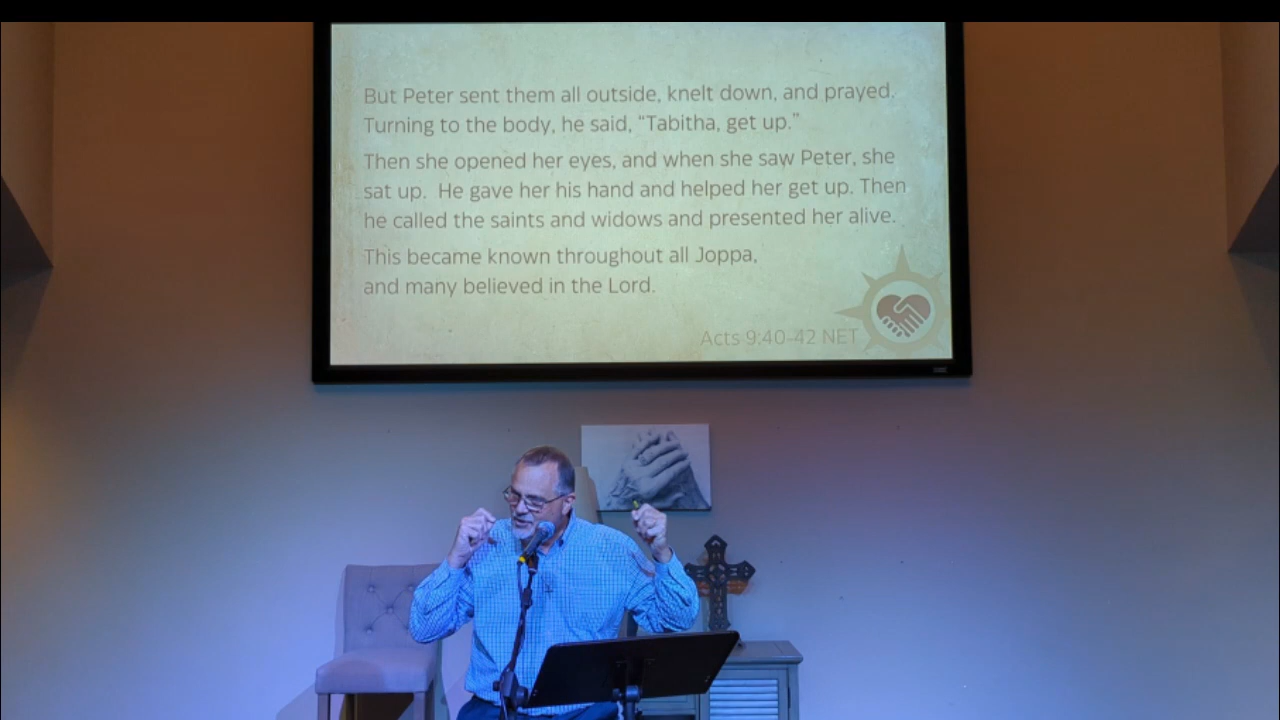 But Peter sent them all outside, knelt down, and prayed.
Turning to the body, he said, “Tabitha, get up.”
Then she opened her eyes, and when she saw Peter, she
sat up.  He gave her his hand and helped her get up. Then
he called the saints and widows and presented her alive.
This became known throughout all Joppa,
and many believed in the Lord.
Acts 9:40-42 NET